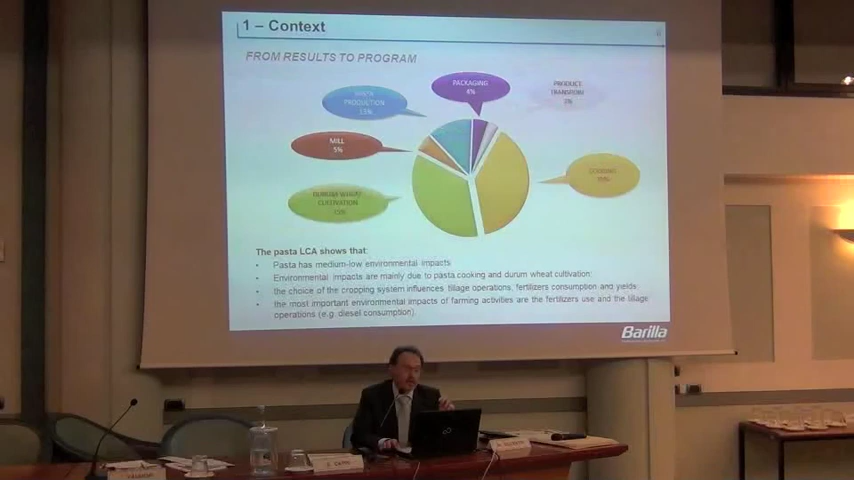 1 – Context
FROM RESULTS TO PROGRAM
PACKAGING
4%
PRODUCT
TRANSPORT
PRODUCTION
MILL
5%
DURUM WHEAT
CULTIVATION
COOKING
The pasta LCA shows that:
• Pasta has medium-low environmental impacts
• Environmental impacts are mainly due to pasta cooking and durum wheat cultivation:
• the choice of the cropping system influences tillage operations, fertilizers consumption and yields
• the most important environmental impacts of farming activities are the fertilizers use and the tillage
operations (e.g. diesel consumption).
Barilla